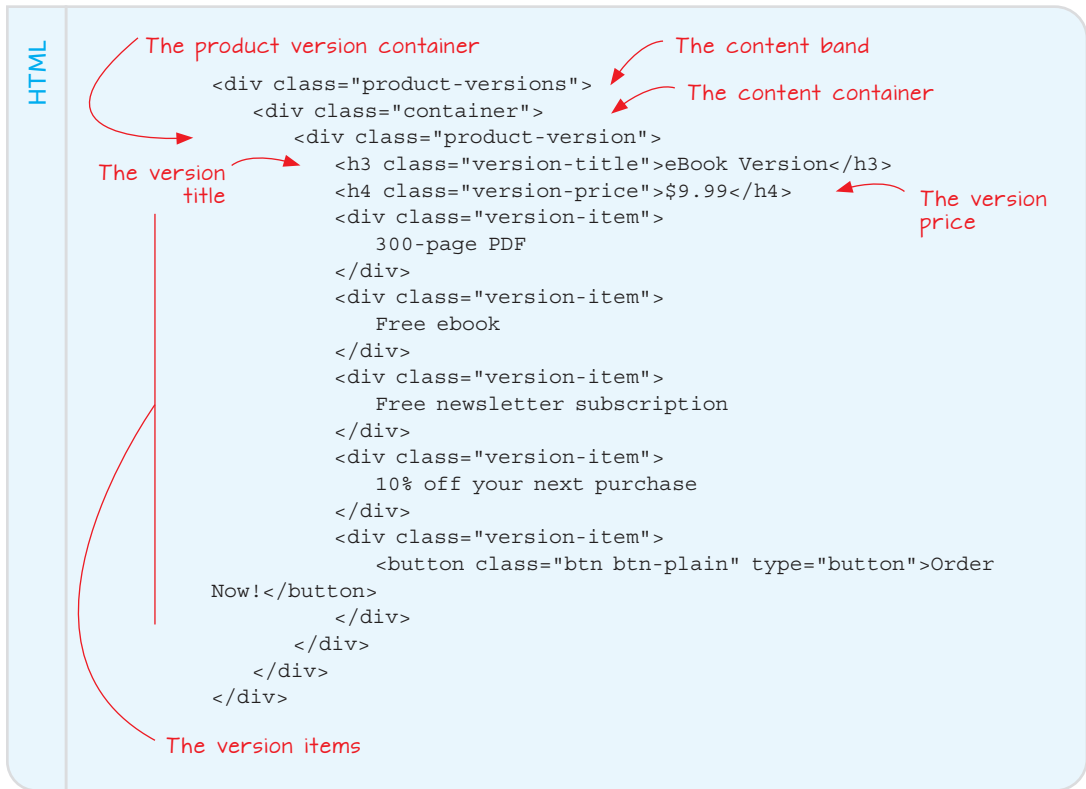 HTML
The product version container
The content band
<div class="product-versions">
The content container
<div class="container">
<div class="product-version">
The version
title
<h3 class="version-title">eBook Version</h3>
<h4 class="version-price">$9.99</h4>
The version
price
<div class="version-item">
300-page PDF
</div>
<div class="version-item">
Free ebook
</div>
<div class="version-item">
Free newsletter subscription
</div>
<div class="version-item">
10% off your next purchase
</div>
<div class="version-item">
<button class="btn btn-plain" type="button">Order
Now!</button>
</div>
</div>
</div>
</div>
The version items